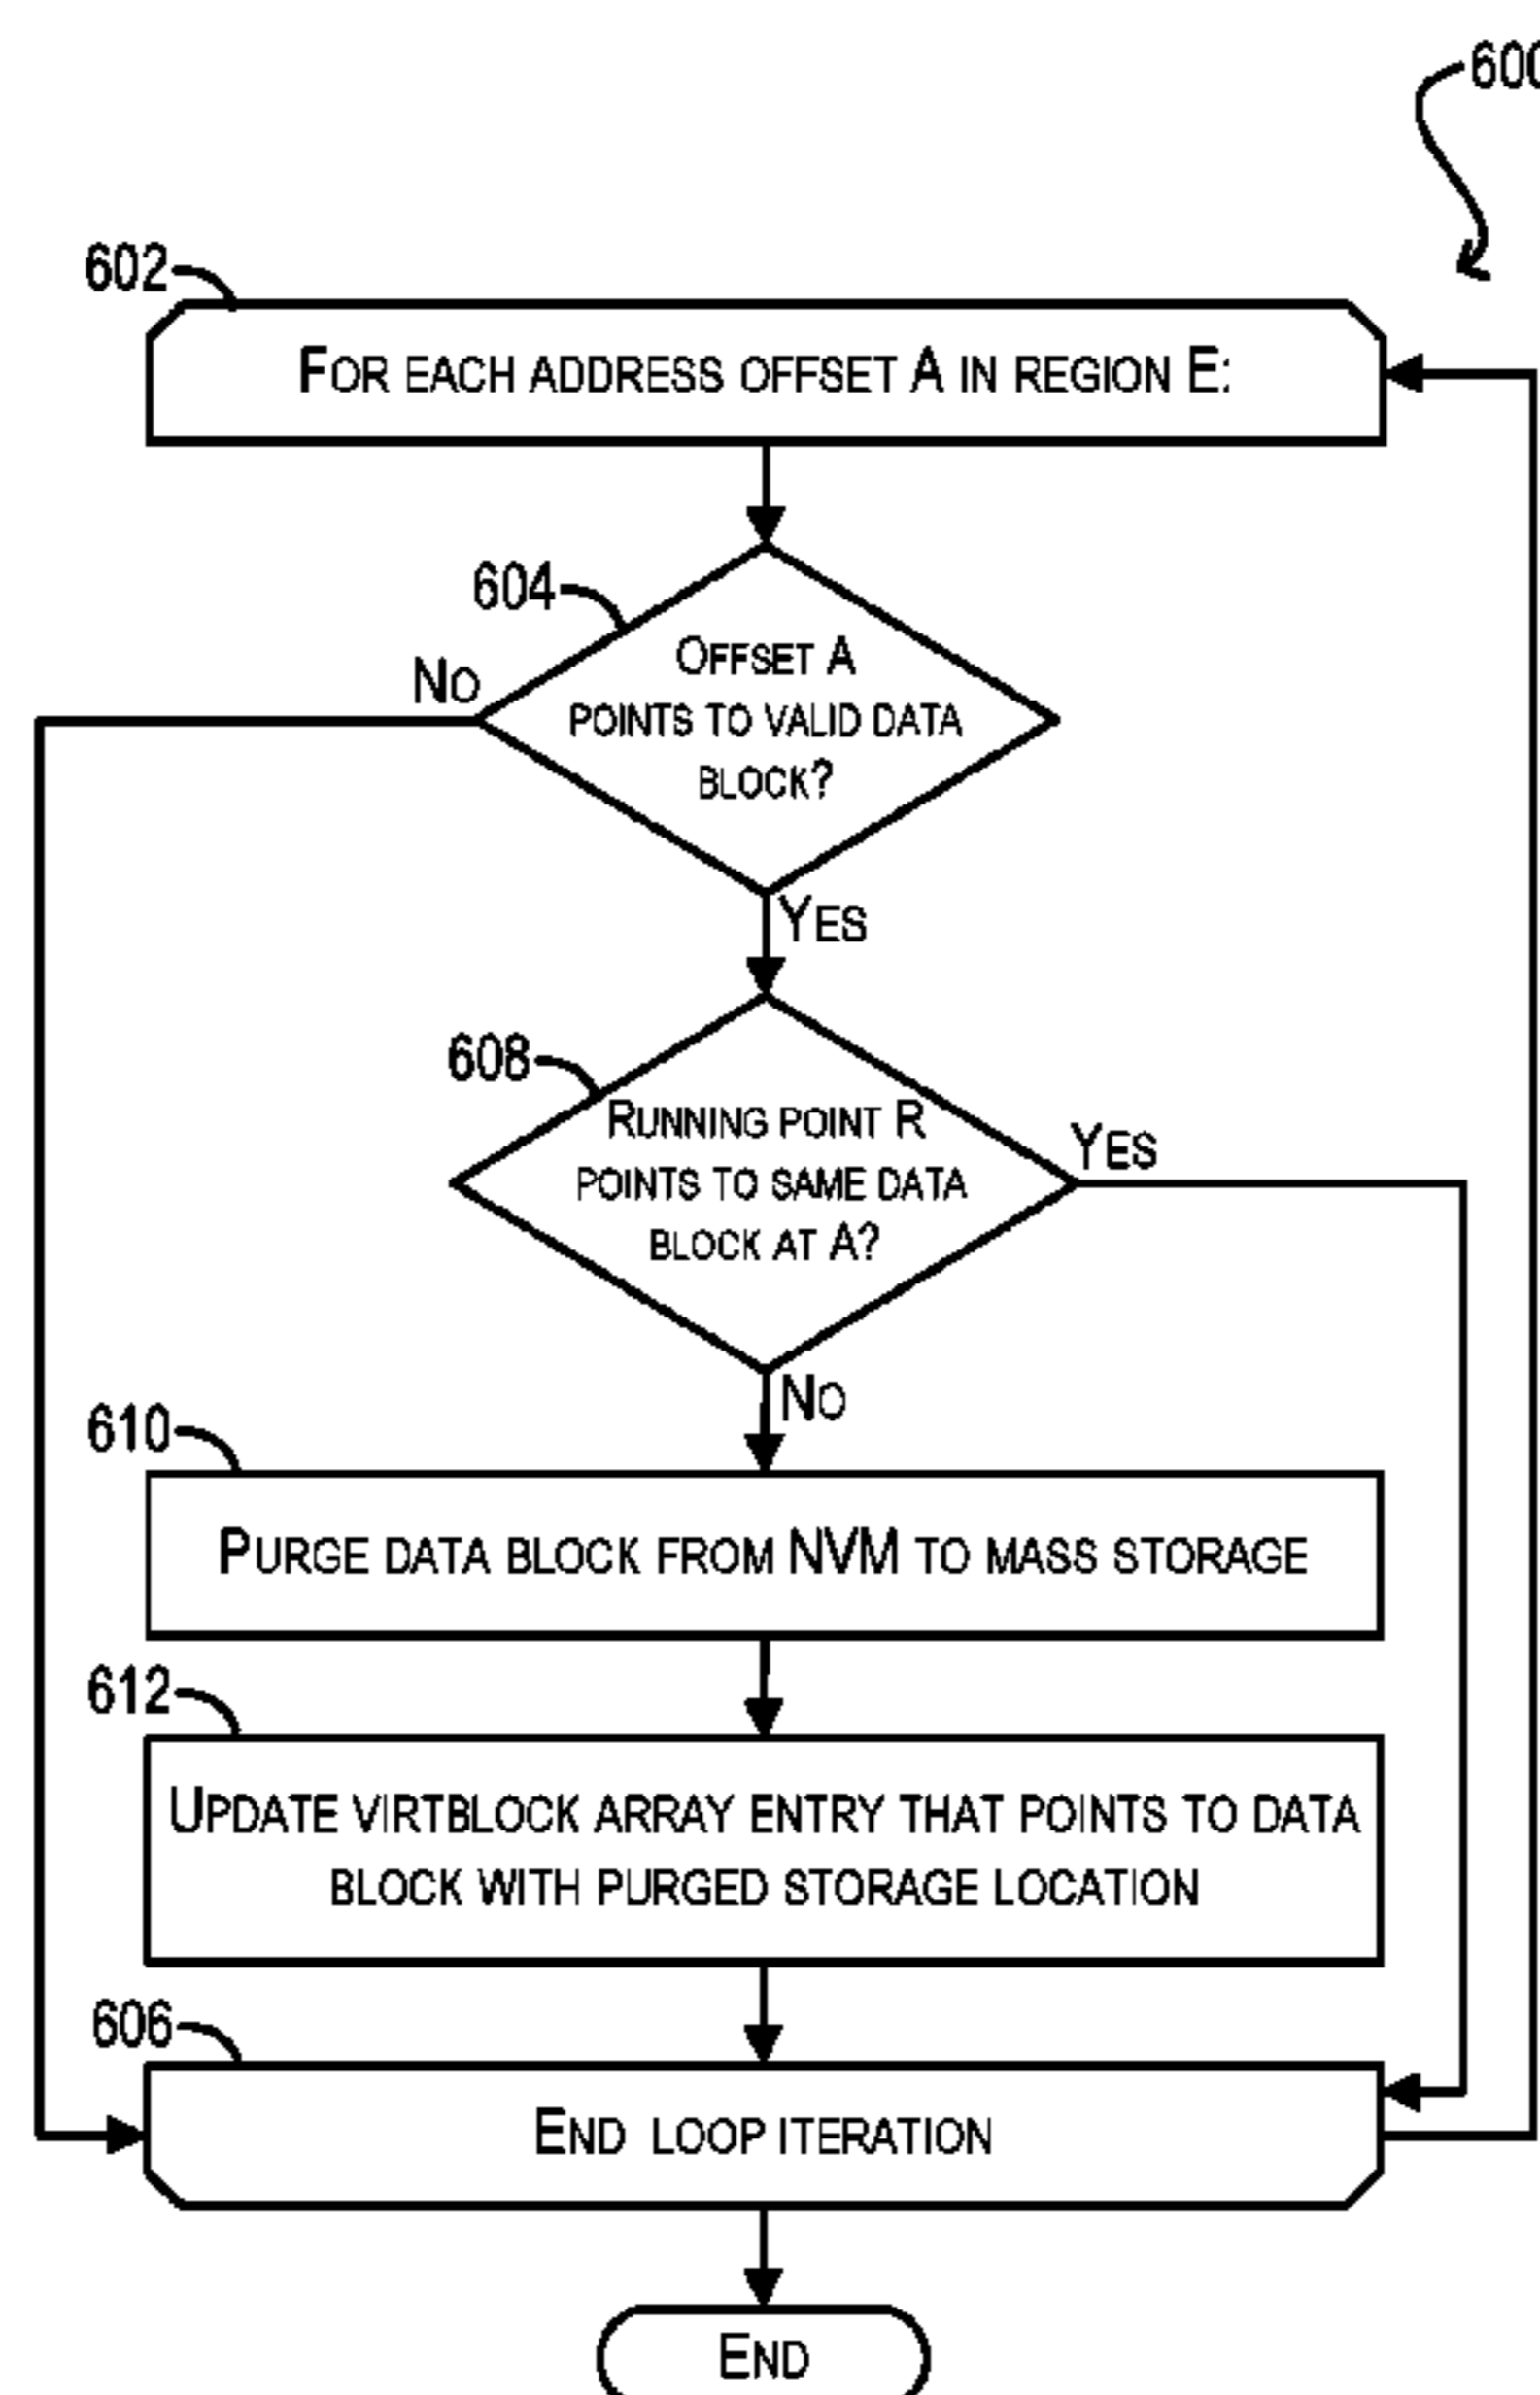 600
602
For each address offset A in region E:
604
Offset A
points to valid data
block?
No
Yes
608
Running point R
points to same data
block at A?
Yes
No
610
Purge data block from NVM to mass storage
612
Update virtblock array entry that points to data
block with purged storage location
606
End loop iteration
End